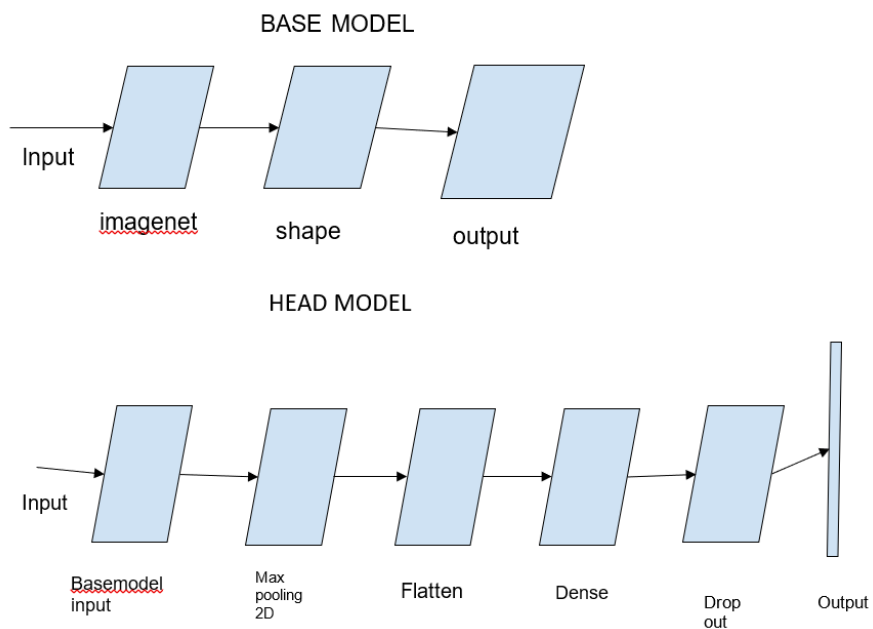 BASE MODEL
Input
imagenet
shape
output
HEAD MODEL
Input
Basemodel
input
Max
pooling
2D
Flatten
Dense
Drop
out
Output